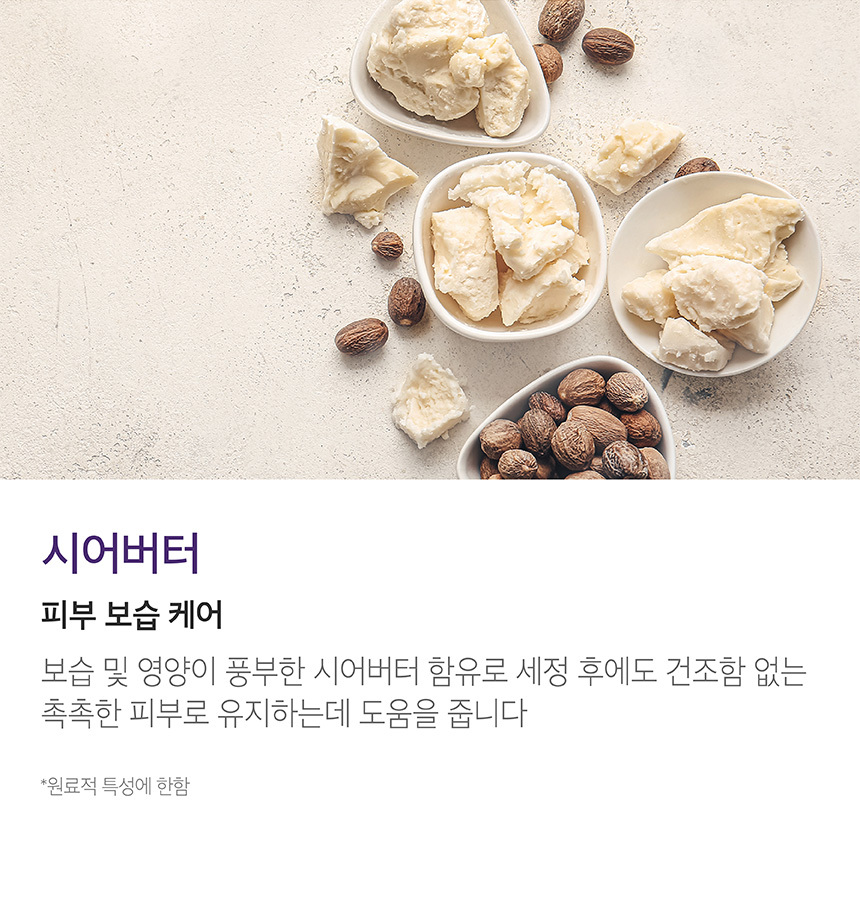 시어버터
피부 보습 케어
보습 및 영양이 풍부한 시어버터 함유로 세정 후에도 건조함 없는
촉촉한 피부로 유지하는데 도움을 줍니다
*원료적 특성에 한함